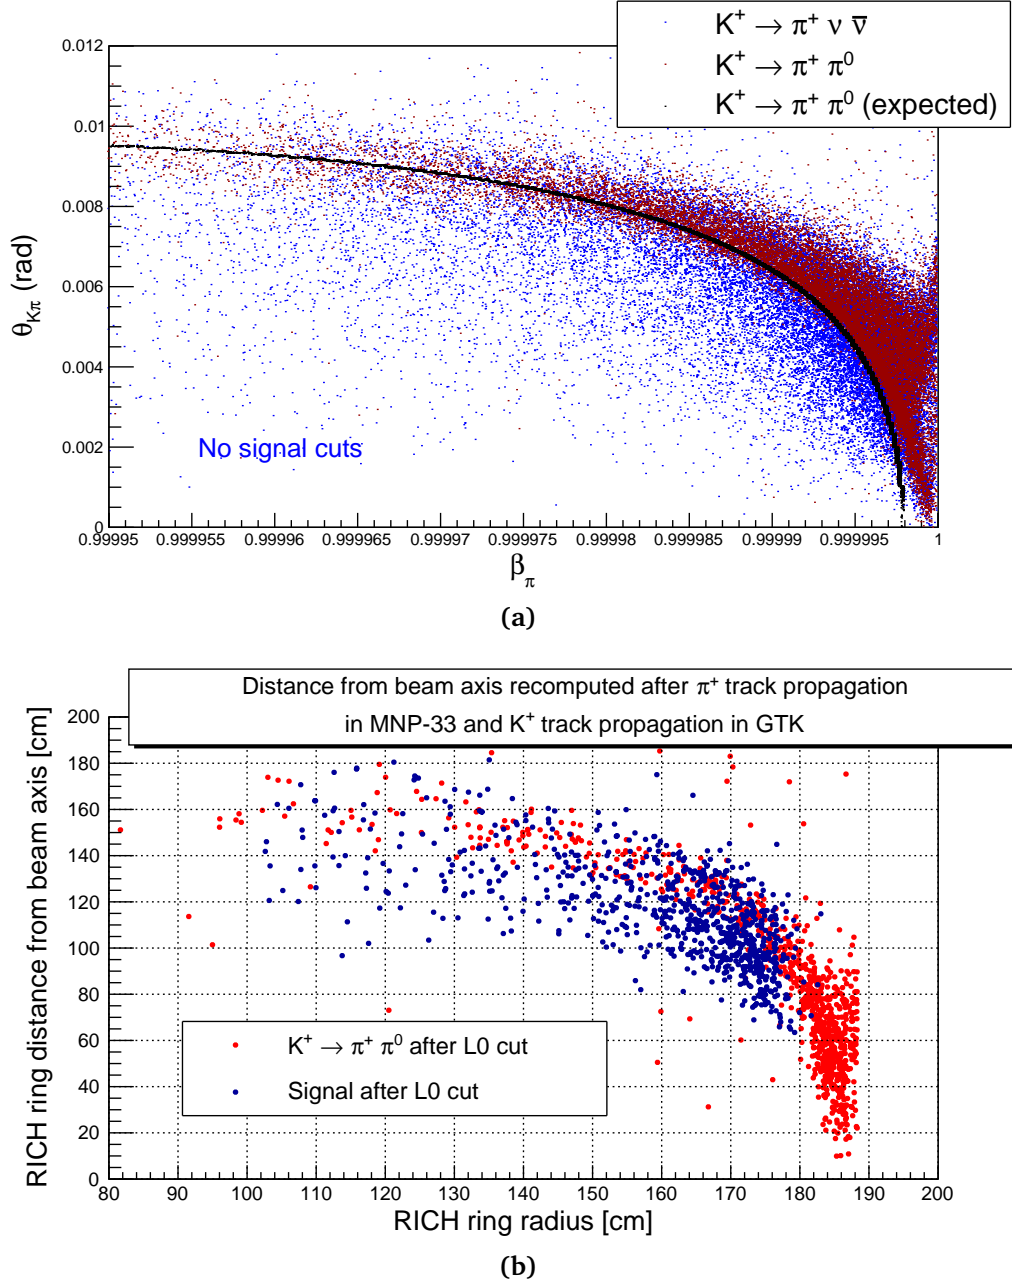 K⁺ → π⁺ ν ν̄
K⁺ → π⁺ π⁰
K⁺ → π⁺ π⁰ (expected)
0.012
0.01
0.008
0.006
0.004
0.002
0
θ_Kπ (rad)
No signal cuts
0.99995 0.999955 0.99996 0.999965 0.99997 0.999975 0.99998 0.999985 0.99999 0.999995 1
β_π
(a)
Distance from beam axis recomputed after π⁺ track propagation
in MNP-33 and K⁺ track propagation in GTK
200
180
160
140
120
100
80
60
40
20
0
RICH ring distance from beam axis [cm]
K⁺ → π⁺ π⁰ after L0 cut
Signal after L0 cut
80 90 100 110 120 130 140 150 160 170 180 190 200
RICH ring radius [cm]
(b)